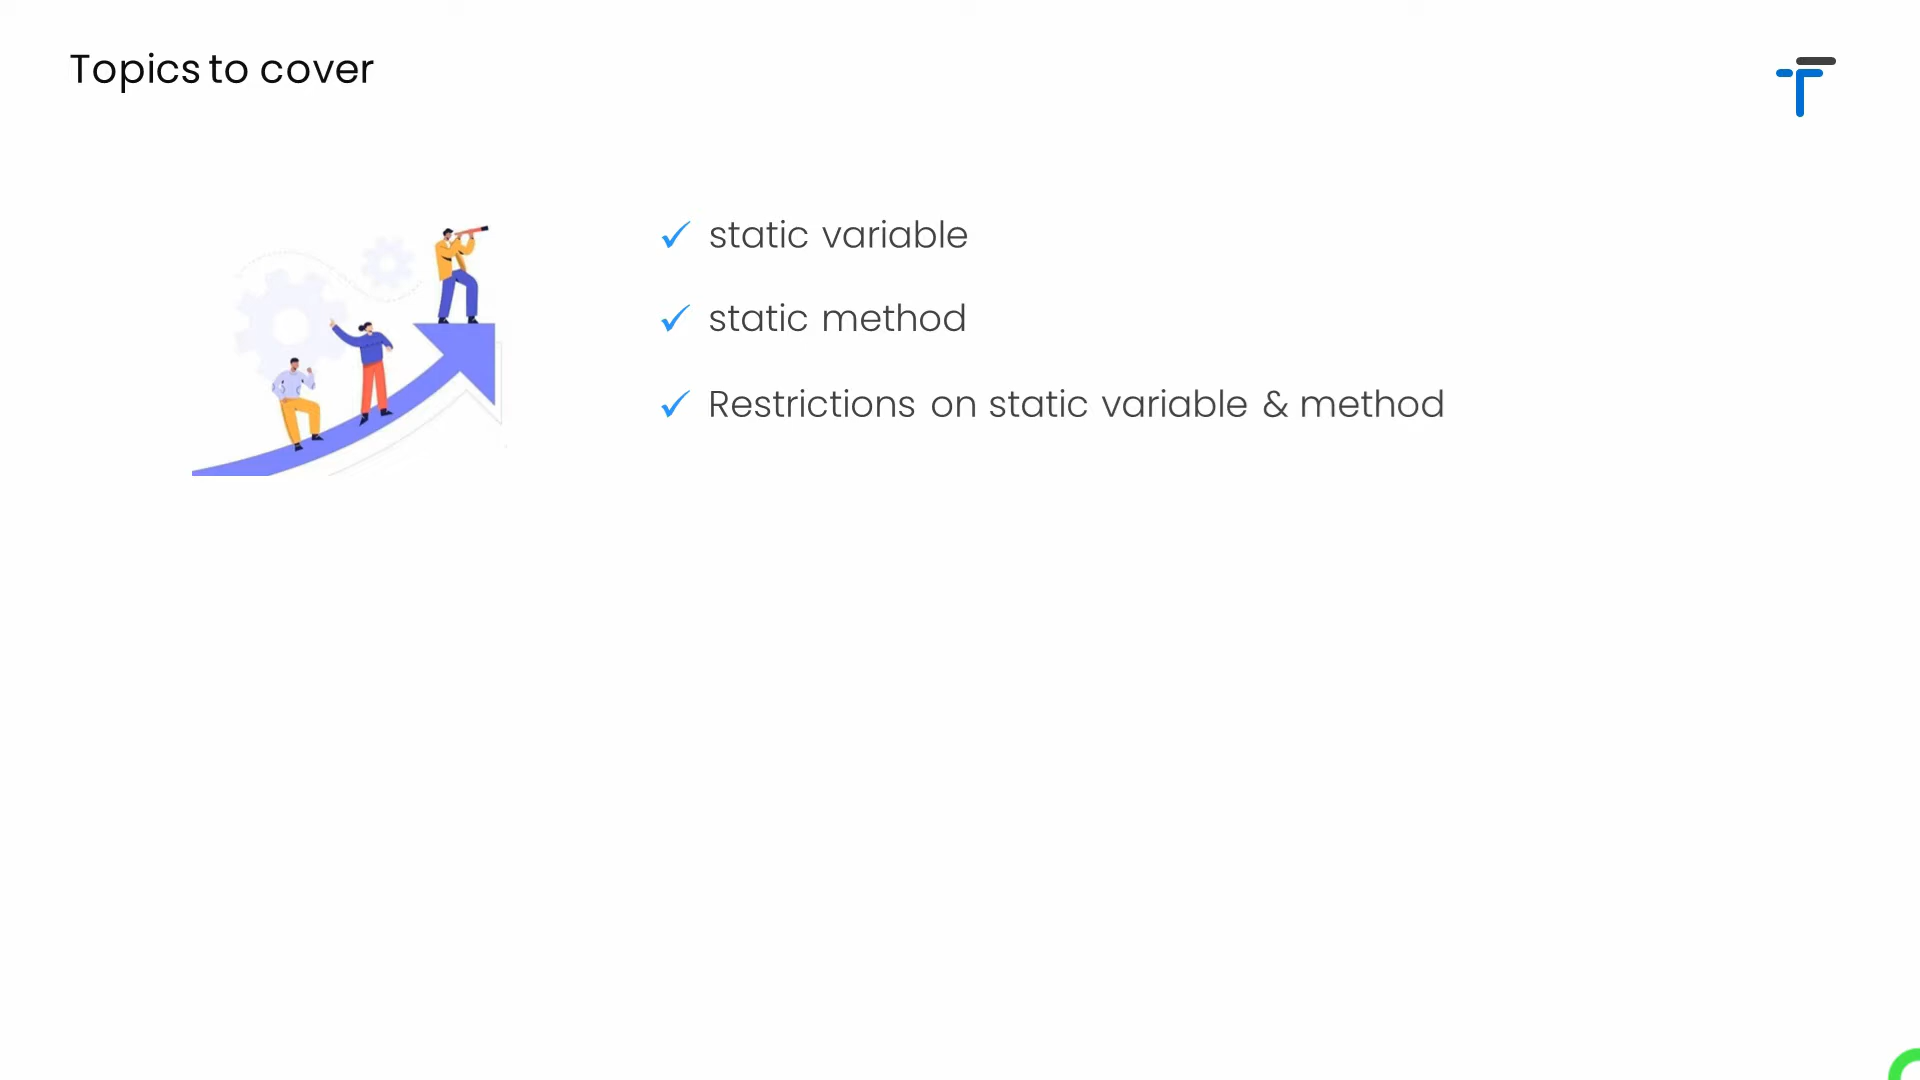 Topics to cover
static variable
static method
Restrictions on static variable & method